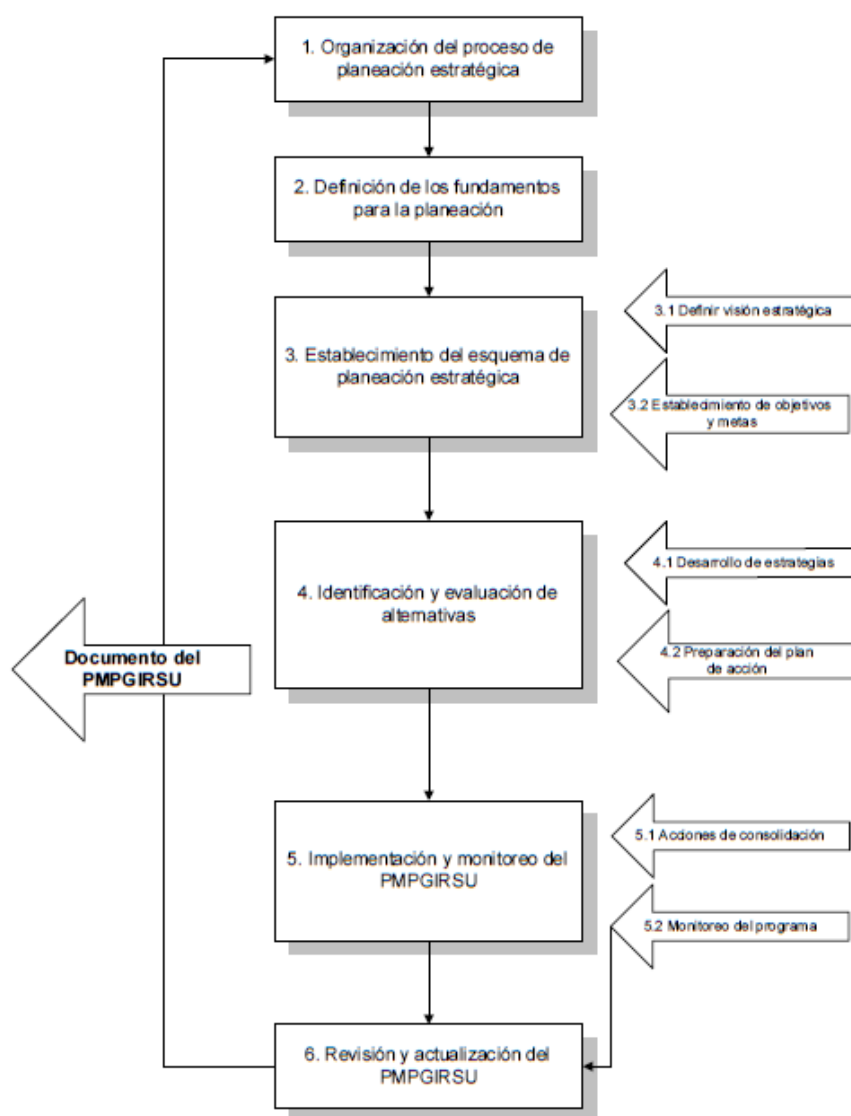 1. Organización del proceso de
planeación estratégica
2. Definición de los fundamentos
para la planeación
3. Establecimiento del esquema de
planeación estratégica
3.1 Definir visión estratégica
3.2 Establecimiento de objetivos
y metas
4. Identificación y evaluación de
alternativas
4.1 Desarrollo de estrategias
4.2 Preparación del plan
de acción
Documento del
PMPGIRSU
5. Implementación y monitoreo del
PMPGIRSU
5.1 Acciones de consolidación
5.2 Monitoreo del programa
6. Revisión y actualización del
PMPGIRSU